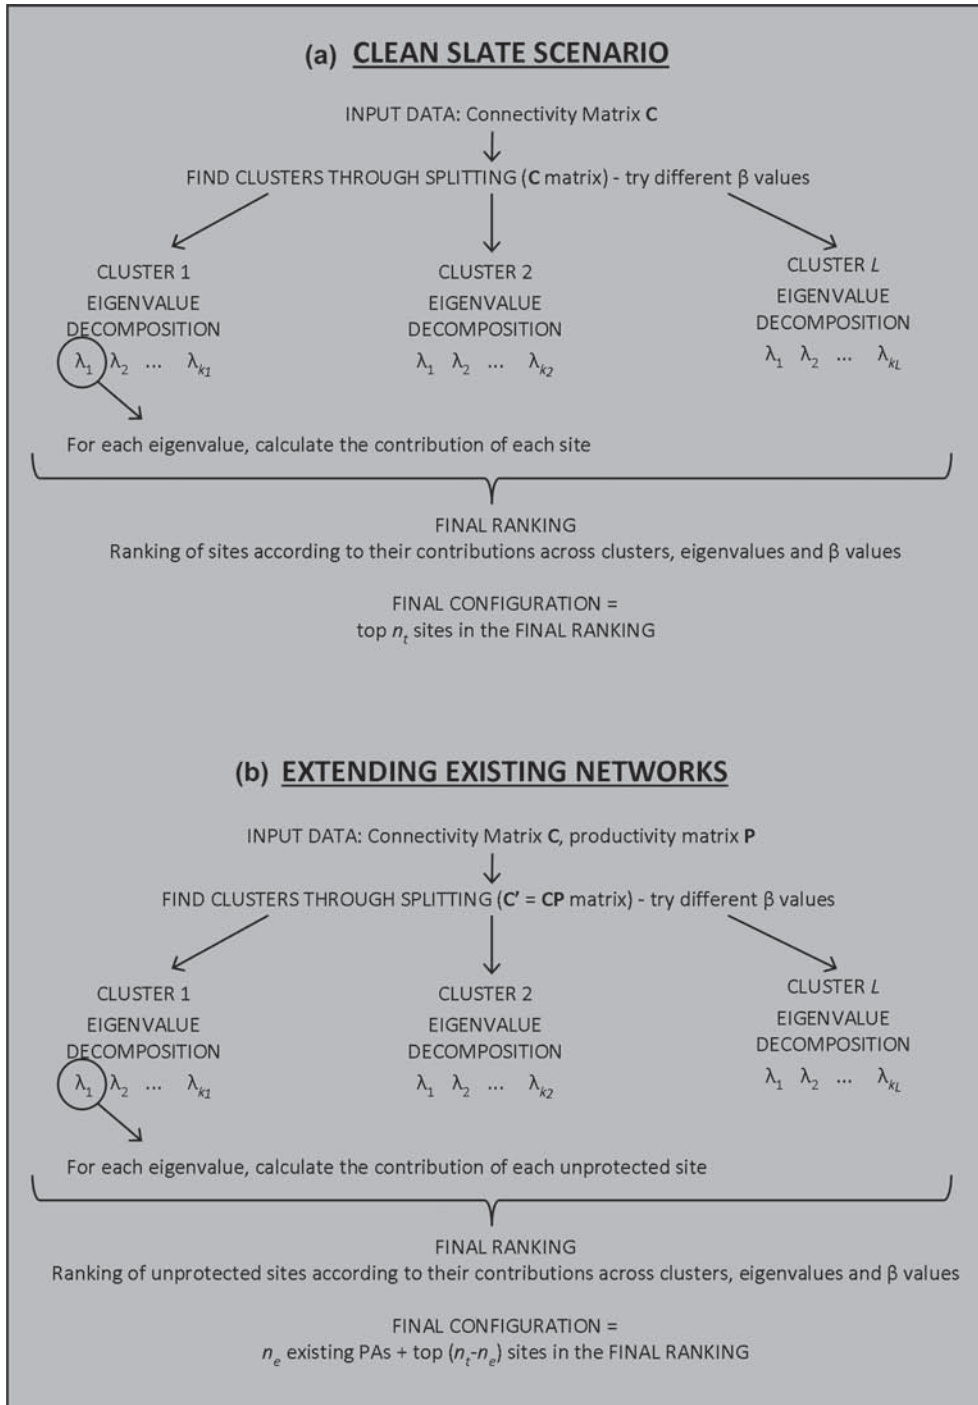 (a) CLEAN SLATE SCENARIO
INPUT DATA: Connectivity Matrix C
FIND CLUSTERS THROUGH SPLITTING (C matrix) - try different β values
CLUSTER 1
EIGENVALUE
DECOMPOSITION
λ1 λ2 ... λk1
CLUSTER 2
EIGENVALUE
DECOMPOSITION
λ1 λ2 ... λk2
CLUSTER L
EIGENVALUE
DECOMPOSITION
λ1 λ2 ... λkL
For each eigenvalue, calculate the contribution of each site
FINAL RANKING
Ranking of sites according to their contributions across clusters, eigenvalues and β values
FINAL CONFIGURATION =
top nt sites in the FINAL RANKING
(b) EXTENDING EXISTING NETWORKS
INPUT DATA: Connectivity Matrix C, productivity matrix P
FIND CLUSTERS THROUGH SPLITTING (C' = CP matrix) - try different β values
CLUSTER 1
EIGENVALUE
DECOMPOSITION
λ1 λ2 ... λk1
CLUSTER 2
EIGENVALUE
DECOMPOSITION
λ1 λ2 ... λk2
CLUSTER L
EIGENVALUE
DECOMPOSITION
λ1 λ2 ... λkL
For each eigenvalue, calculate the contribution of each unprotected site
FINAL RANKING
Ranking of unprotected sites according to their contributions across clusters, eigenvalues and β values
FINAL CONFIGURATION =
ne existing PAs + top (nt-ne) sites in the FINAL RANKING